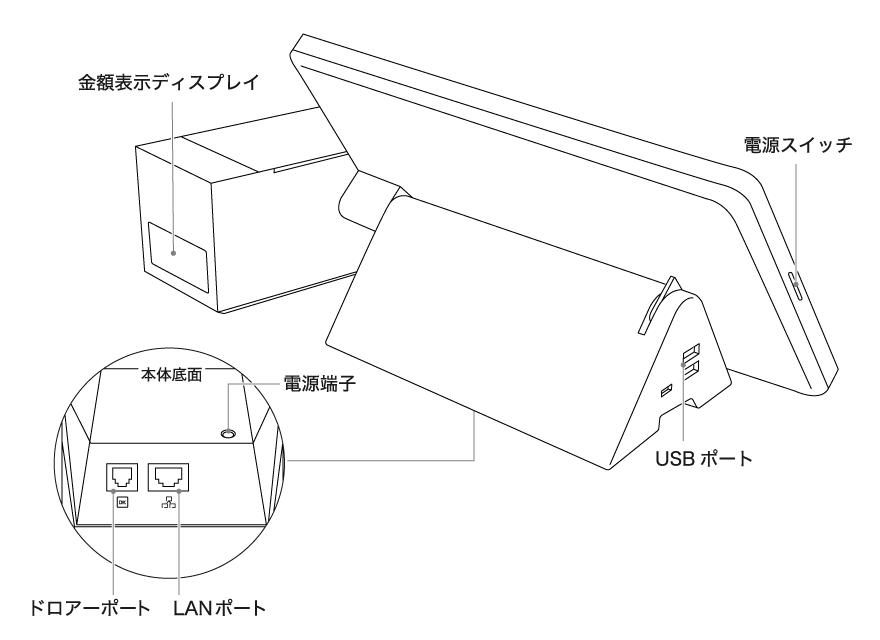 金額表示ディスプレイ
電源スイッチ
本体底面
電源端子
USB ポート
DK
ドロアーポート
LANポート